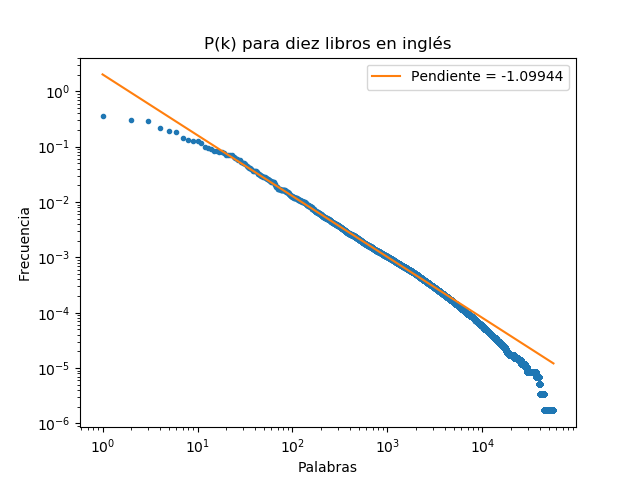 P(k) para diez libros en inglés
Pendiente = -1.09944
10⁰
10⁻¹
10⁻²
10⁻³
10⁻⁴
10⁻⁵
10⁻⁶
Frecuencia
10⁰ 10¹ 10² 10³ 10⁴
Palabras